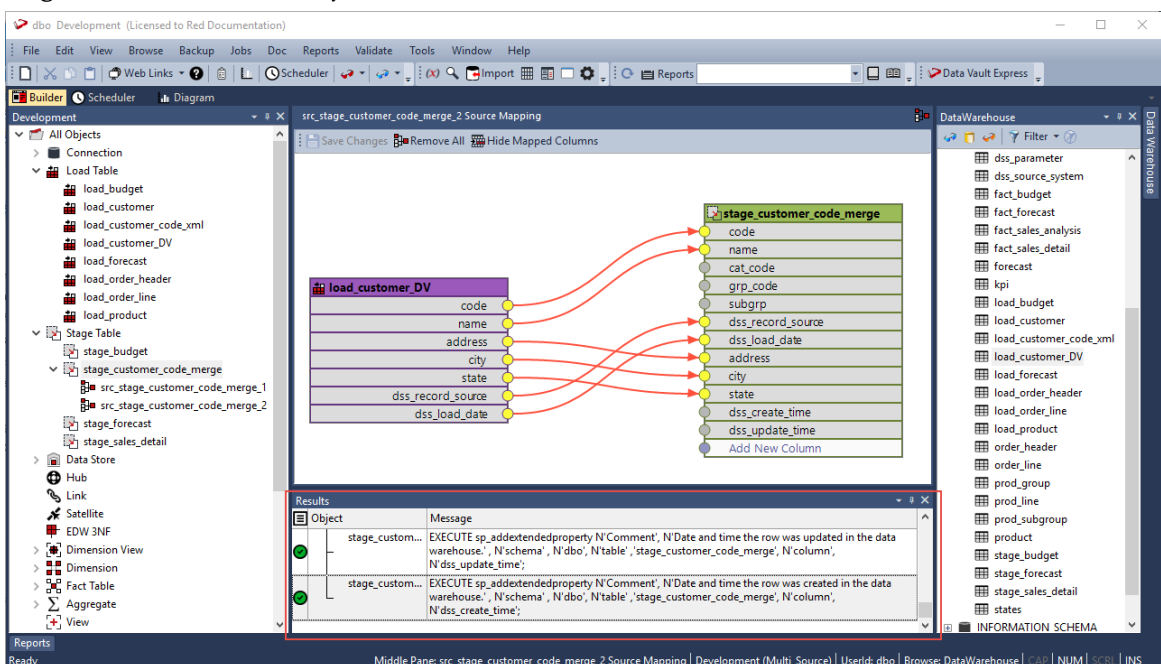 dbo Development (Licensed to Red Documentation)
File Edit View Browse Backup Jobs Doc Reports Validate Tools Window Help
Web Links Scheduler (x) Import Reports Data Vault Express
Builder Scheduler Diagram
Development
All Objects
Connection
Load Table
load_budget
load_customer
load_customer_code_xml
load_customer_DV
load_forecast
load_order_header
load_order_line
load_product
Stage Table
stage_budget
stage_customer_code_merge
src_stage_customer_code_merge_1
src_stage_customer_code_merge_2
stage_forecast
stage_sales_detail
Data Store
Hub
Link
Satellite
EDW 3NF
Dimension View
Dimension
Fact Table
Aggregate
View
src_stage_customer_code_merge_2 Source Mapping
Save Changes Remove All Hide Mapped Columns
load_customer_DV
code
name
address
city
state
dss_record_source
dss_load_date
stage_customer_code_merge
code
name
cat_code
grp_code
subgrp
dss_record_source
dss_load_date
address
city
state
dss_create_time
dss_update_time
Add New Column
Results
Object Message
stage_custom... EXECUTE sp_addextendedproperty N'Comment', N'Date and time the row was updated in the data
warehouse.' , N'schema' , N'dbo', N'table' ,'stage_customer_code_merge', N'column',
N'dss_update_time';
stage_custom... EXECUTE sp_addextendedproperty N'Comment', N'Date and time the row was created in the data
warehouse.' , N'schema' , N'dbo', N'table' ,'stage_customer_code_merge', N'column',
N'dss_create_time';
DataWarehouse
Filter
dss_parameter
dss_source_system
fact_budget
fact_forecast
fact_sales_analysis
fact_sales_detail
forecast
kpi
load_budget
load_customer
load_customer_code_xml
load_customer_DV
load_forecast
load_order_header
load_order_line
load_product
order_header
order_line
prod_group
prod_line
prod_subgroup
product
stage_budget
stage_forecast
stage_sales_detail
states
INFORMATION SCHEMA
Data Warehouse
Reports
Ready Middle Pane: src_stage_customer_code_merge_2 Source Mapping Development (Multi_Source) UserId: dbo Browse: DataWarehouse CAP NUM SCRL INS